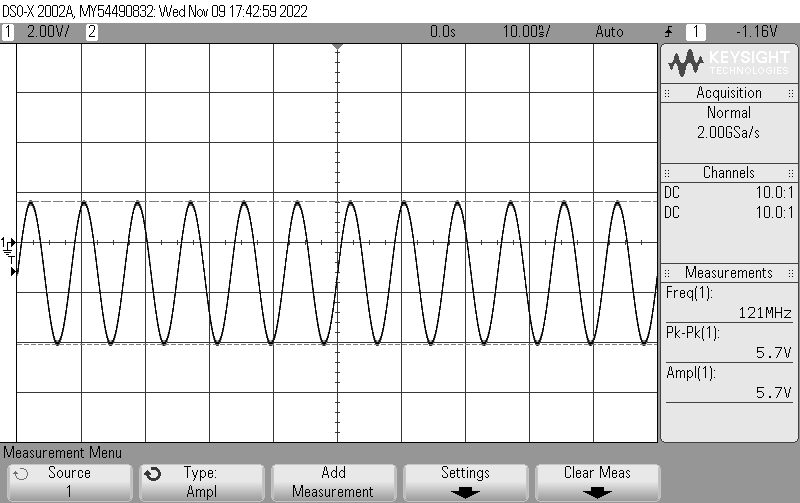 DSO-X 2002A, MY54490832: Wed Nov 09 17:42:59 2022
1 2.00V/ 2 0.0s 10.00ns/ Auto 1 -1.16V
KEYSIGHT
TECHNOLOGIES
Acquisition
Normal
2.00GSa/s
Channels
DC 10.0:1
DC 10.0:1
1
T
Measurements
Freq(1):
121MHz
Pk-Pk(1):
5.7V
Ampl(1):
5.7V
Measurement Menu
Source
1
Type:
Ampl
Add
Measurement
Settings
Clear Meas